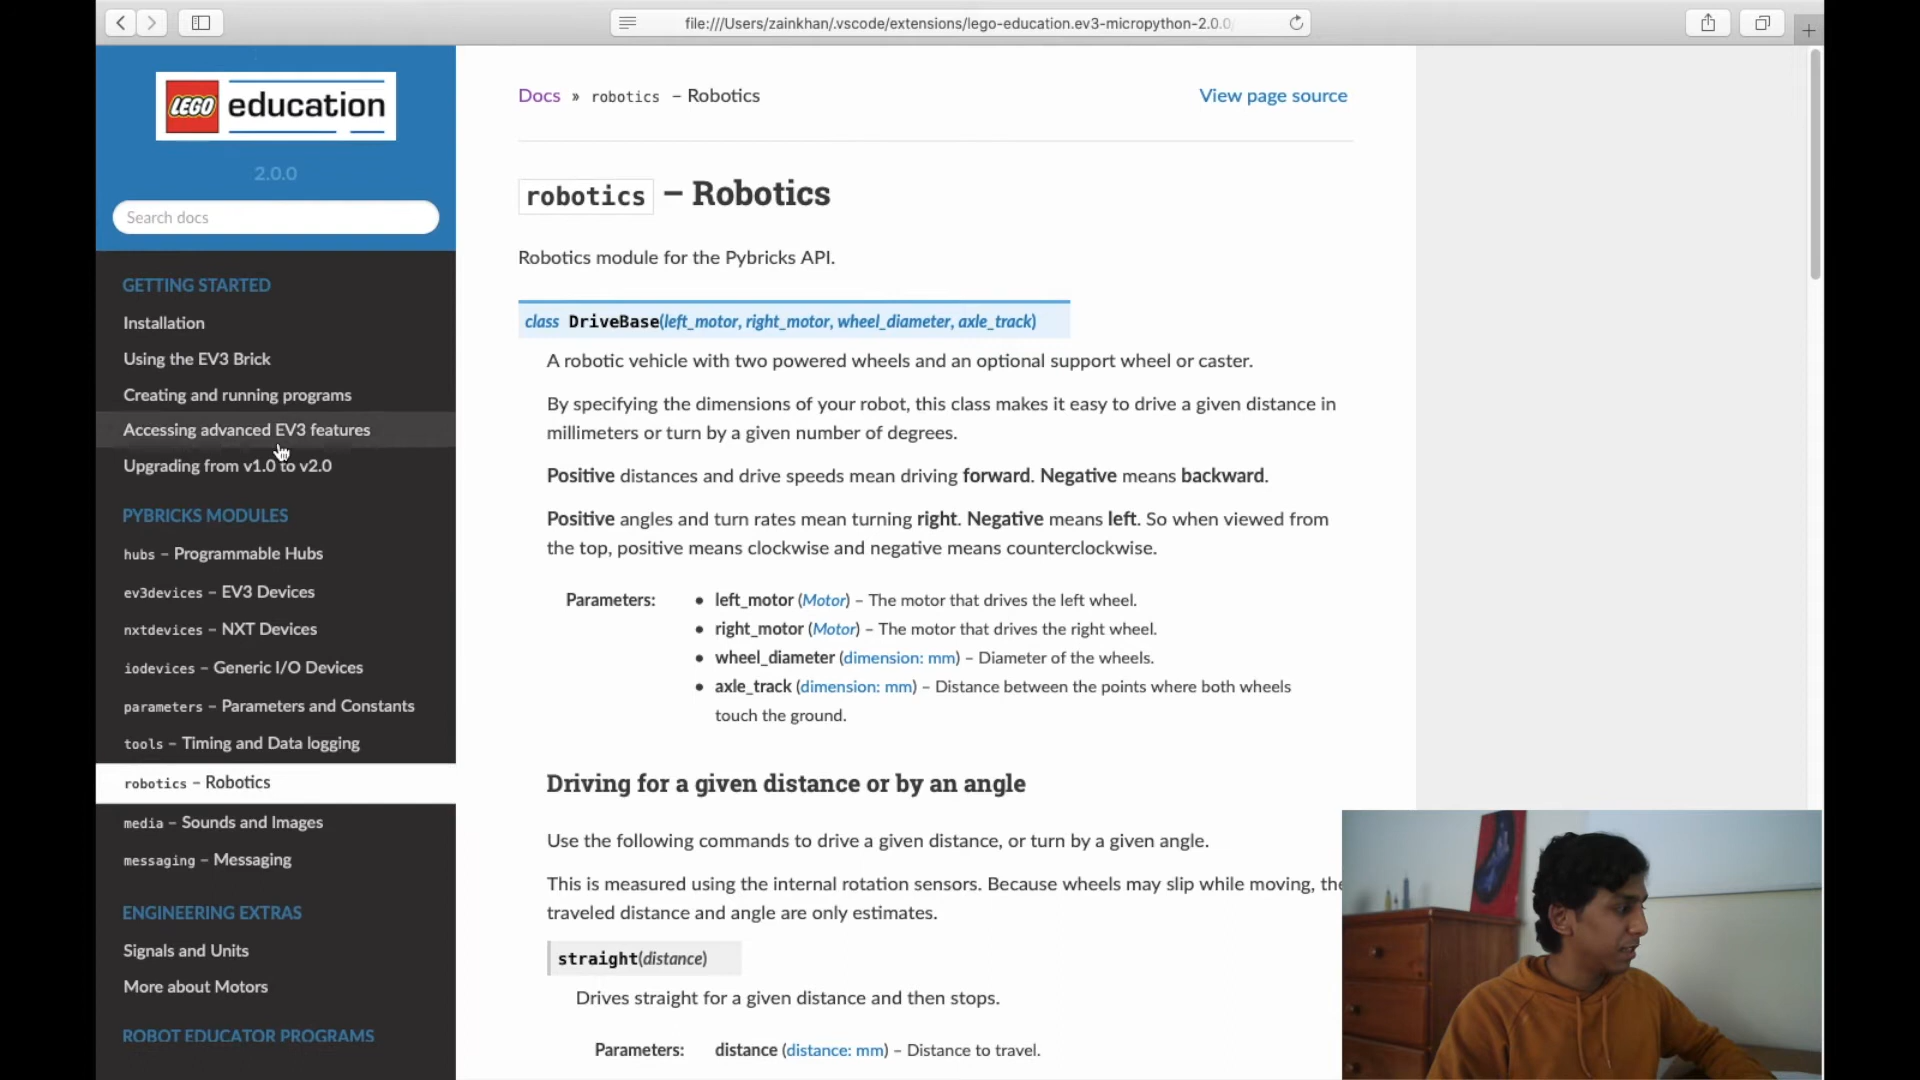 file:///Users/zainkhan/.vscode/extensions/lego-education.ev3-micropython-2.0.0/
LEGO education
2.0.0
Search docs
GETTING STARTED
Installation
Using the EV3 Brick
Creating and running programs
Accessing advanced EV3 features
Upgrading from v1.0 to v2.0
PYBRICKS MODULES
hubs – Programmable Hubs
ev3devices – EV3 Devices
nxtdevices – NXT Devices
iodevices – Generic I/O Devices
parameters – Parameters and Constants
tools – Timing and Data logging
robotics – Robotics
media – Sounds and Images
messaging – Messaging
ENGINEERING EXTRAS
Signals and Units
More about Motors
ROBOT EDUCATOR PROGRAMS
Docs » robotics – Robotics
View page source
robotics – Robotics
Robotics module for the Pybricks API.
class DriveBase(left_motor, right_motor, wheel_diameter, axle_track)
A robotic vehicle with two powered wheels and an optional support wheel or caster.
By specifying the dimensions of your robot, this class makes it easy to drive a given distance in
millimeters or turn by a given number of degrees.
Positive distances and drive speeds mean driving forward. Negative means backward.
Positive angles and turn rates mean turning right. Negative means left. So when viewed from
the top, positive means clockwise and negative means counterclockwise.
Parameters:
• left_motor (Motor) – The motor that drives the left wheel.
• right_motor (Motor) – The motor that drives the right wheel.
• wheel_diameter (dimension: mm) – Diameter of the wheels.
• axle_track (dimension: mm) – Distance between the points where both wheels
touch the ground.
Driving for a given distance or by an angle
Use the following commands to drive a given distance, or turn by a given angle.
This is measured using the internal rotation sensors. Because wheels may slip while moving, the
traveled distance and angle are only estimates.
straight(distance)
Drives straight for a given distance and then stops.
Parameters: distance (distance: mm) – Distance to travel.